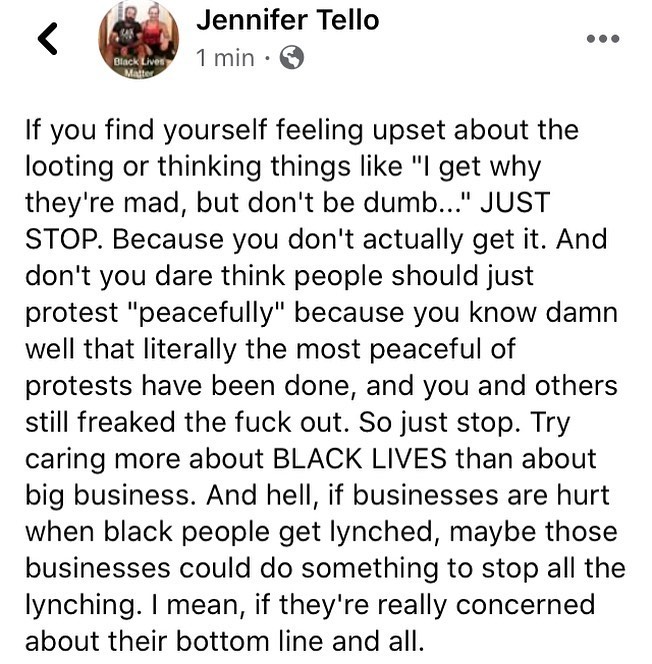 Jennifer Tello
1 min ·
Black Lives
Matter
If you find yourself feeling upset about the
looting or thinking things like "I get why
they're mad, but don't be dumb..." JUST
STOP. Because you don't actually get it. And
don't you dare think people should just
protest "peacefully" because you know damn
well that literally the most peaceful of
protests have been done, and you and others
still freaked the fuck out. So just stop. Try
caring more about BLACK LIVES than about
big business. And hell, if businesses are hurt
when black people get lynched, maybe those
businesses could do something to stop all the
lynching. I mean, if they're really concerned
about their bottom line and all.